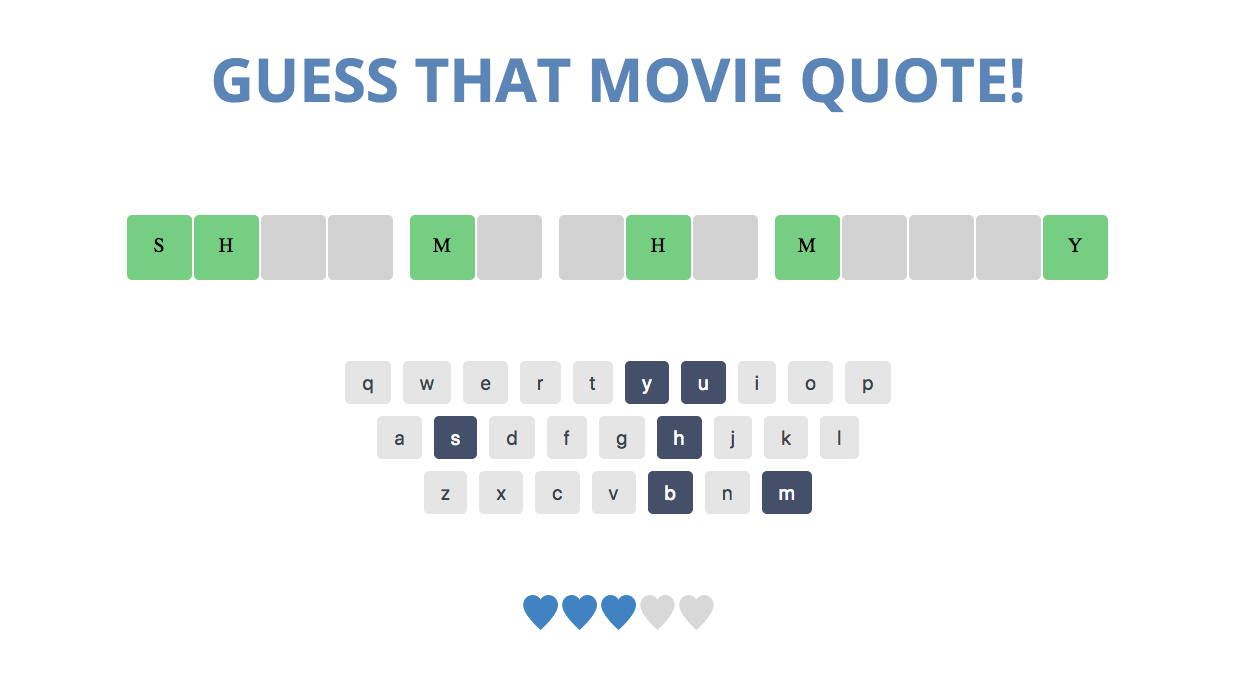 GUESS THAT MOVIE QUOTE!
S H M H M Y
q w e r t y u i o p
a s d f g h j k l
z x c v b n m